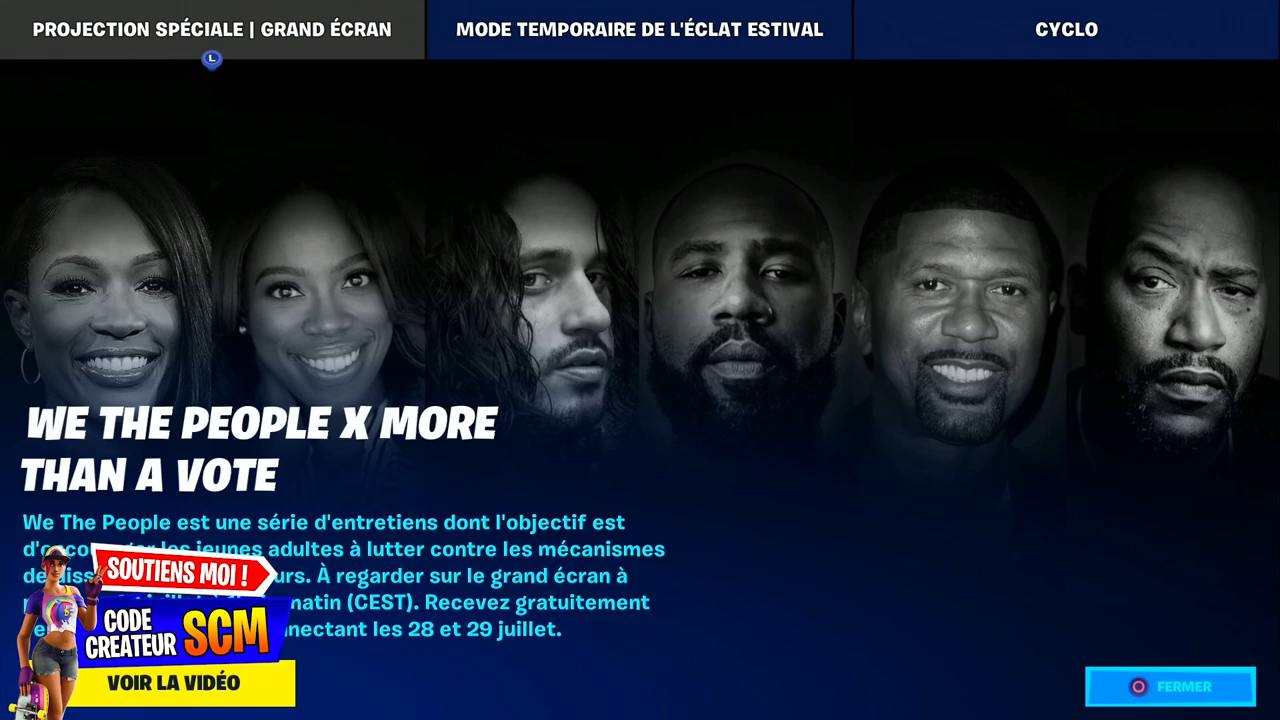 PROJECTION SPÉCIALE | GRAND ÉCRAN
MODE TEMPORAIRE DE L'ÉCLAT ESTIVAL
CYCLO
L
WE THE PEOPLE X MORE
THAN A VOTE
We The People est une série d'entretiens dont l'objectif est
les jeunes adultes à lutter contre les mécanismes
À regarder sur le grand écran à
matin (CEST). Recevez gratuitement
les 28 et 29 juillet.
SOUTIENS MOI !
CODE
CREATEUR SCM
VOIR LA VIDÉO
FERMER